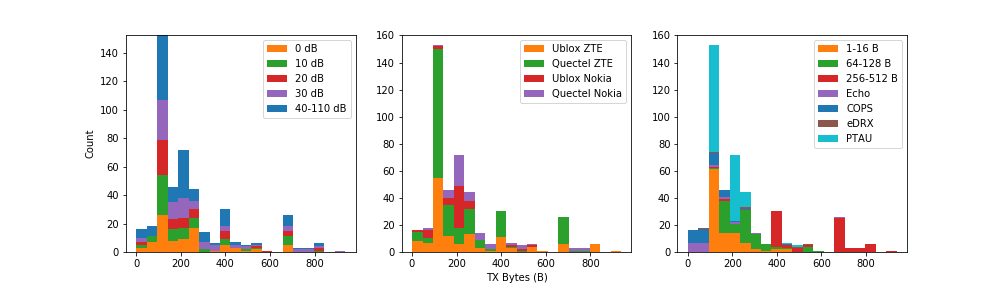 Count
140
120
100
80
60
40
20
0
0 200 400 600 800
0 dB
10 dB
20 dB
30 dB
40-110 dB
160
140
120
100
80
60
40
20
0
0 200 400 600 800
TX Bytes (B)
Ublox ZTE
Quectel ZTE
Ublox Nokia
Quectel Nokia
160
140
120
100
80
60
40
20
0
0 200 400 600 800
1-16 B
64-128 B
256-512 B
Echo
COPS
eDRX
PTAU